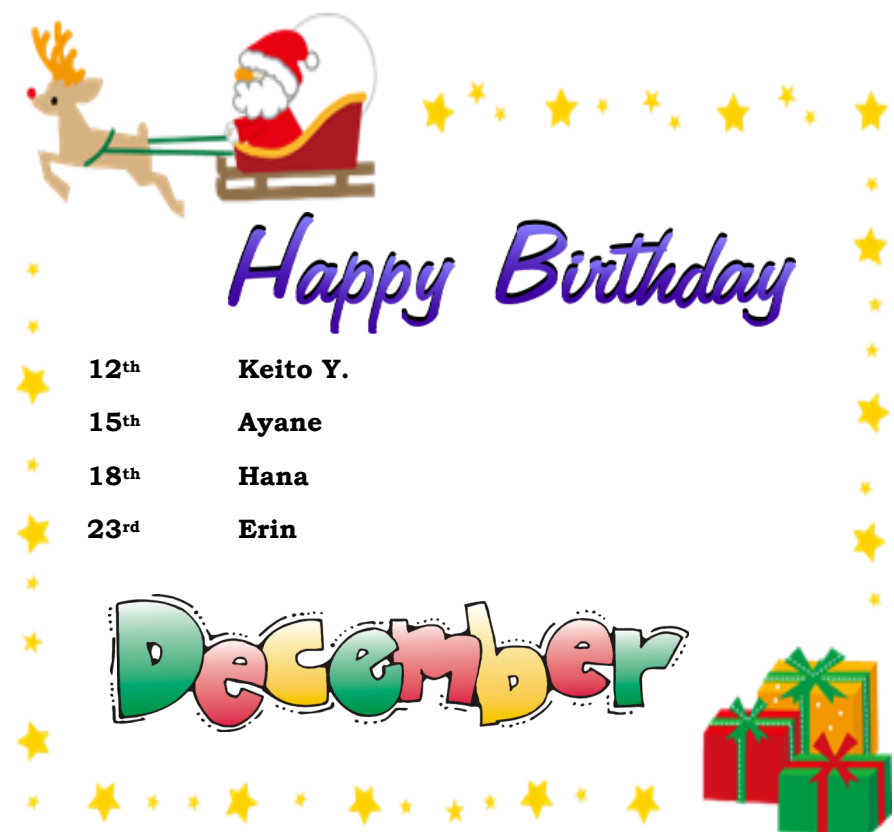 Happy Birthday
12th Keito Y.
15th Ayane
18th Hana
23rd Erin
December